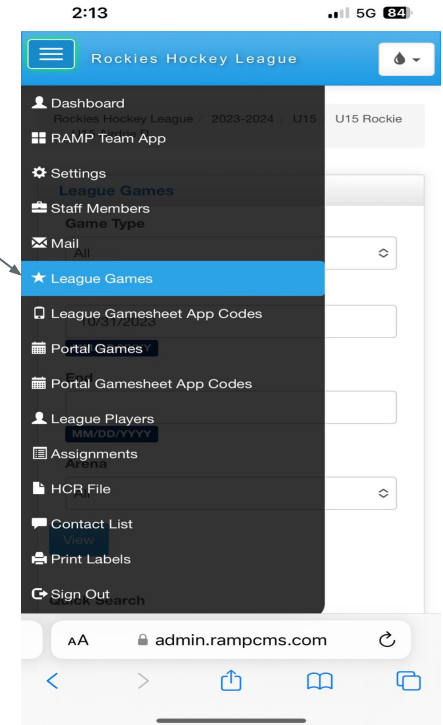 2:13
5G 84
Rockies Hockey League
Dashboard
Rockies Hockey League / 2023-2024 / U15 U15 Rockie
RAMP Team App
Settings
League Games
Staff Members
Game Type
Mail
All
League Games
League Gamesheet App Codes
10/31/2023
Portal Games
End
Portal Gamesheet App Codes
League Players
MM/DD/YYYY
Assignments
Arena
HCR File
All
Contact List
View
Print Labels
Sign Out
Quick Search
AA admin.rampcms.com